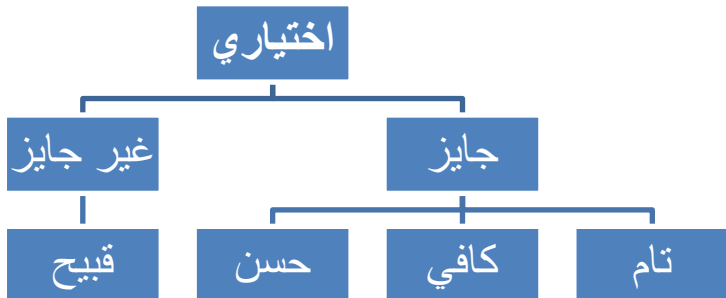 اختياري
جايز
غير جايز
تام
كافي
حسن
قبيح